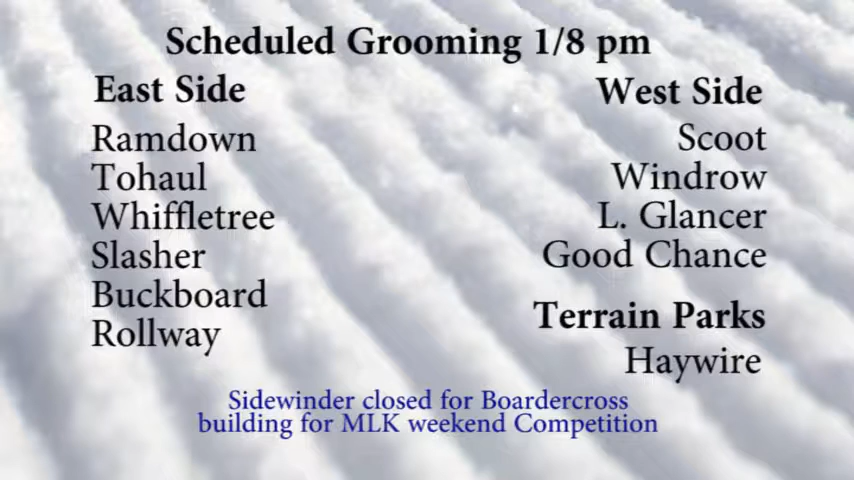 Scheduled Grooming 1/8 pm
East Side
Ramdown
Tohaul
Whiffletree
Slasher
Buckboard
Rollway
West Side
Scoot
Windrow
L. Glancer
Good Chance
Terrain Parks
Haywire
Sidewinder closed for Boardercross
building for MLK weekend Competition